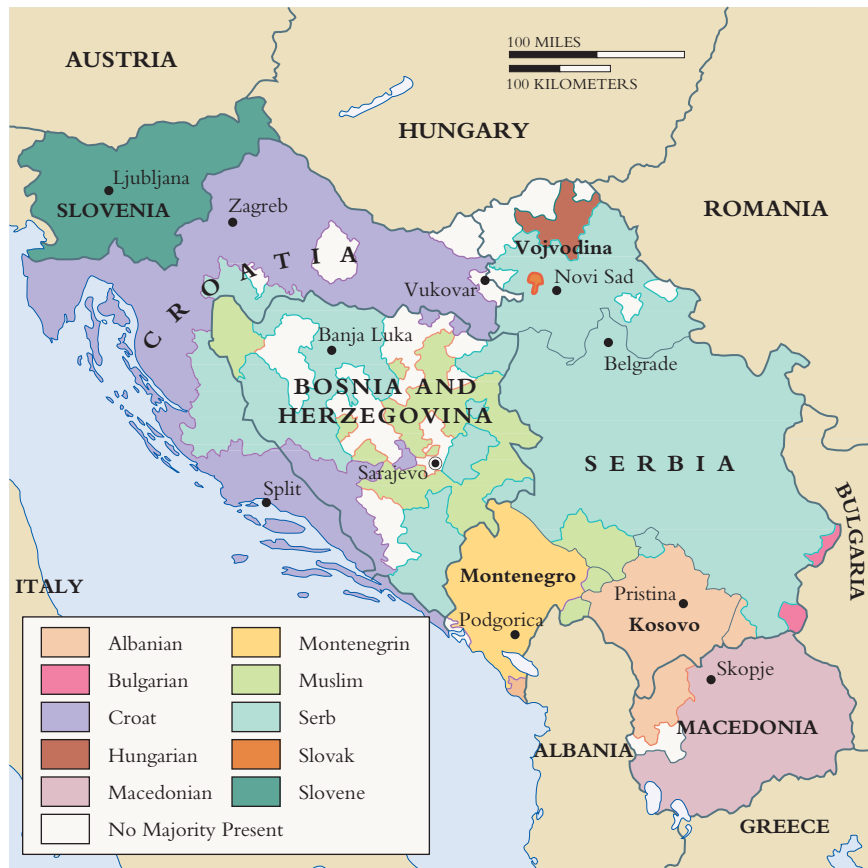 100 MILES
100 KILOMETERS
AUSTRIA
HUNGARY
ROMANIA
Ljubljana
SLOVENIA
Zagreb
CROATIA
Vojvodina
Novi Sad
Vukovar
Banja Luka
Belgrade
BOSNIA AND
HERZEGOVINA
Sarajevo
SERBIA
Split
BULGARIA
ITALY
Montenegro
Pristina
Kosovo
Podgorica
Skopje
MACEDONIA
ALBANIA
GREECE
Albanian
Bulgarian
Croat
Hungarian
Macedonian
No Majority Present
Montenegrin
Muslim
Serb
Slovak
Slovene